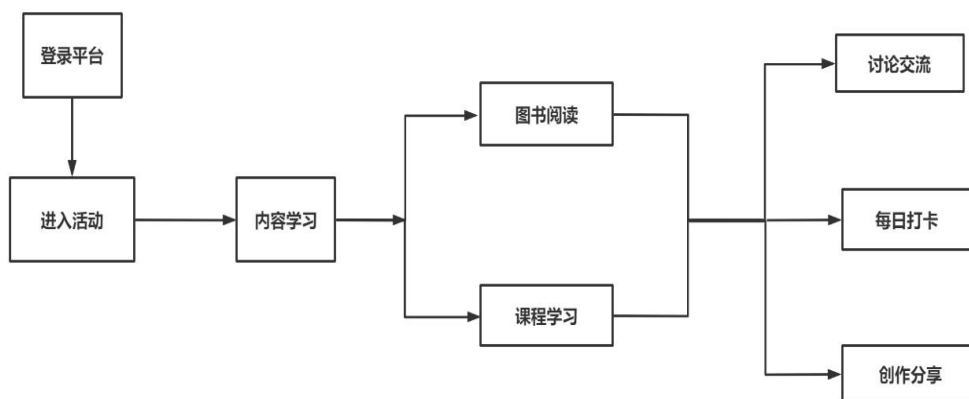 登录平台
进入活动
内容学习
图书阅读
课程学习
讨论交流
每日打卡
创作分享